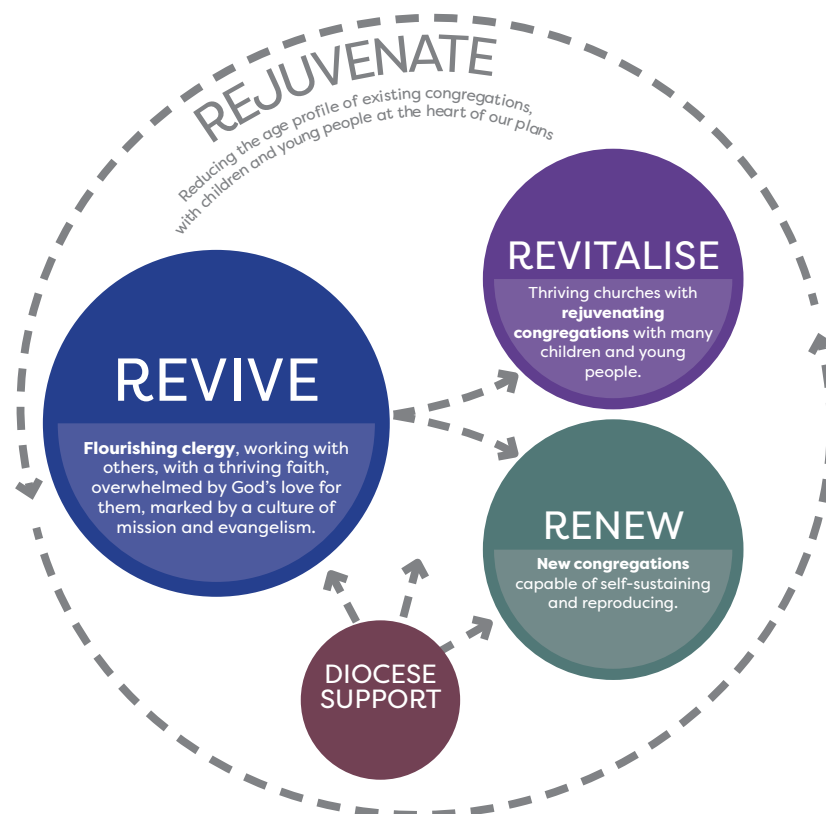 REJUVENATE
Reducing the age profile of existing congregations,
with children and young people at the heart of our plans
REVITALISE
Thriving churches with
rejuvenating
congregations with many
children and young
people.
REVIVE
Flourishing clergy, working with
others, with a thriving faith,
overwhelmed by God’s love for
them, marked by a culture of
mission and evangelism.
RENEW
New congregations
capable of self-sustaining
and reproducing.
DIOCESE
SUPPORT